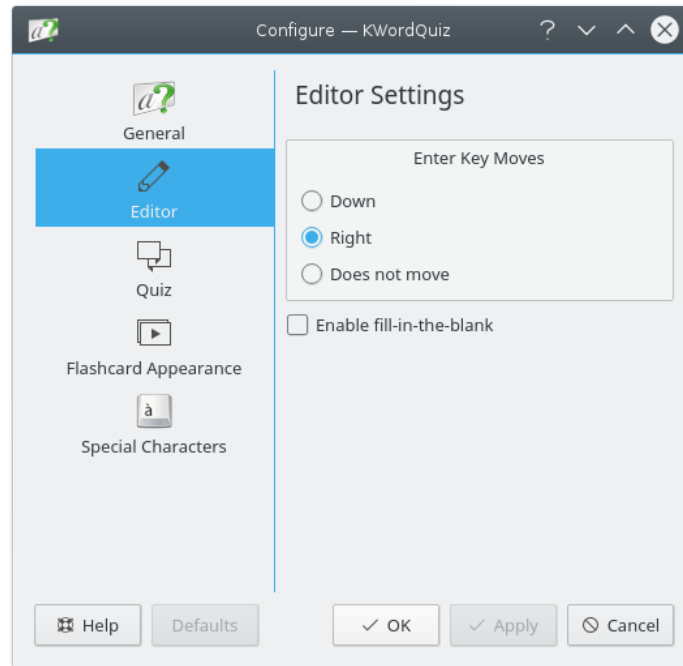 Configure — KWordQuiz
General
Editor
Quiz
Flashcard Appearance
Special Characters
Editor Settings
Enter Key Moves
Down
Right
Does not move
Enable fill-in-the-blank
Help
Defaults
OK
Apply
Cancel